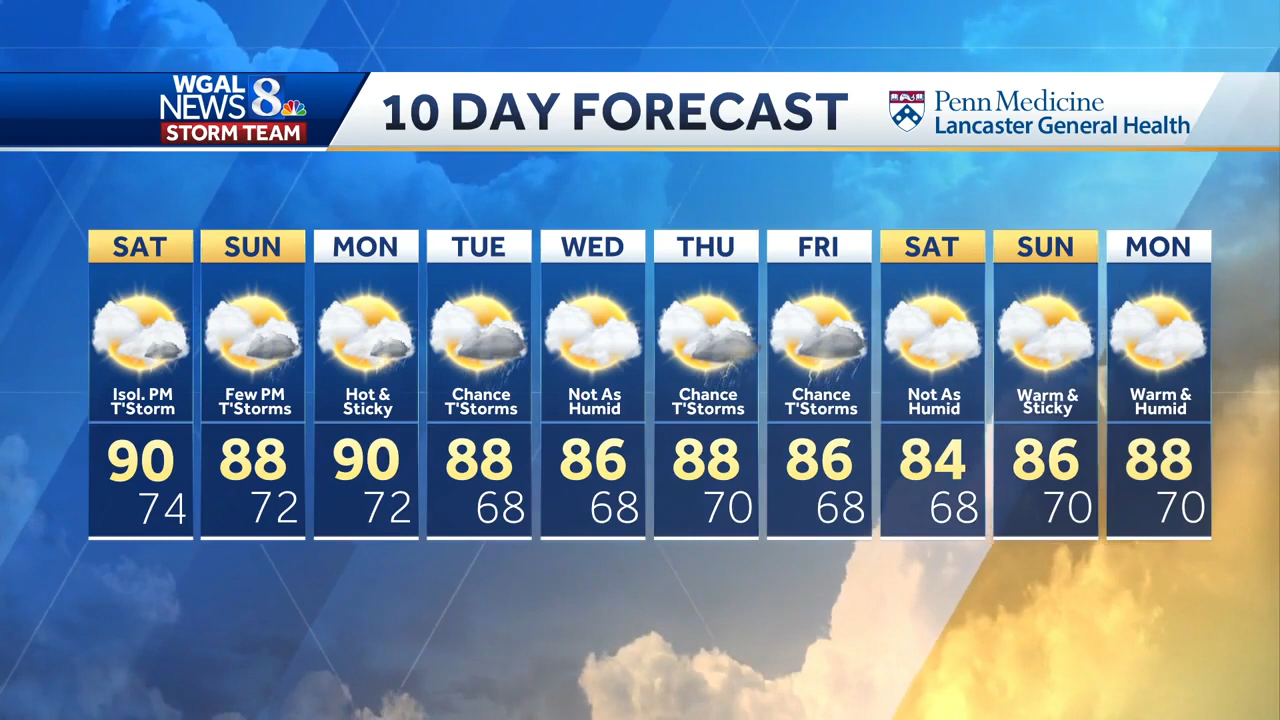 WGAL
NEWS 8
STORM TEAM
10 DAY FORECAST
Penn Medicine
Lancaster General Health
SAT
Isol. PM
T'Storm
90
74
SUN
Few PM
T'Storms
88
72
MON
Hot &
Sticky
90
72
TUE
Chance
T'Storms
88
68
WED
Not As
Humid
86
68
THU
Chance
T'Storms
88
70
FRI
Chance
T'Storms
86
68
SAT
Not As
Humid
84
68
SUN
Warm &
Sticky
86
70
MON
Warm &
Humid
88
70